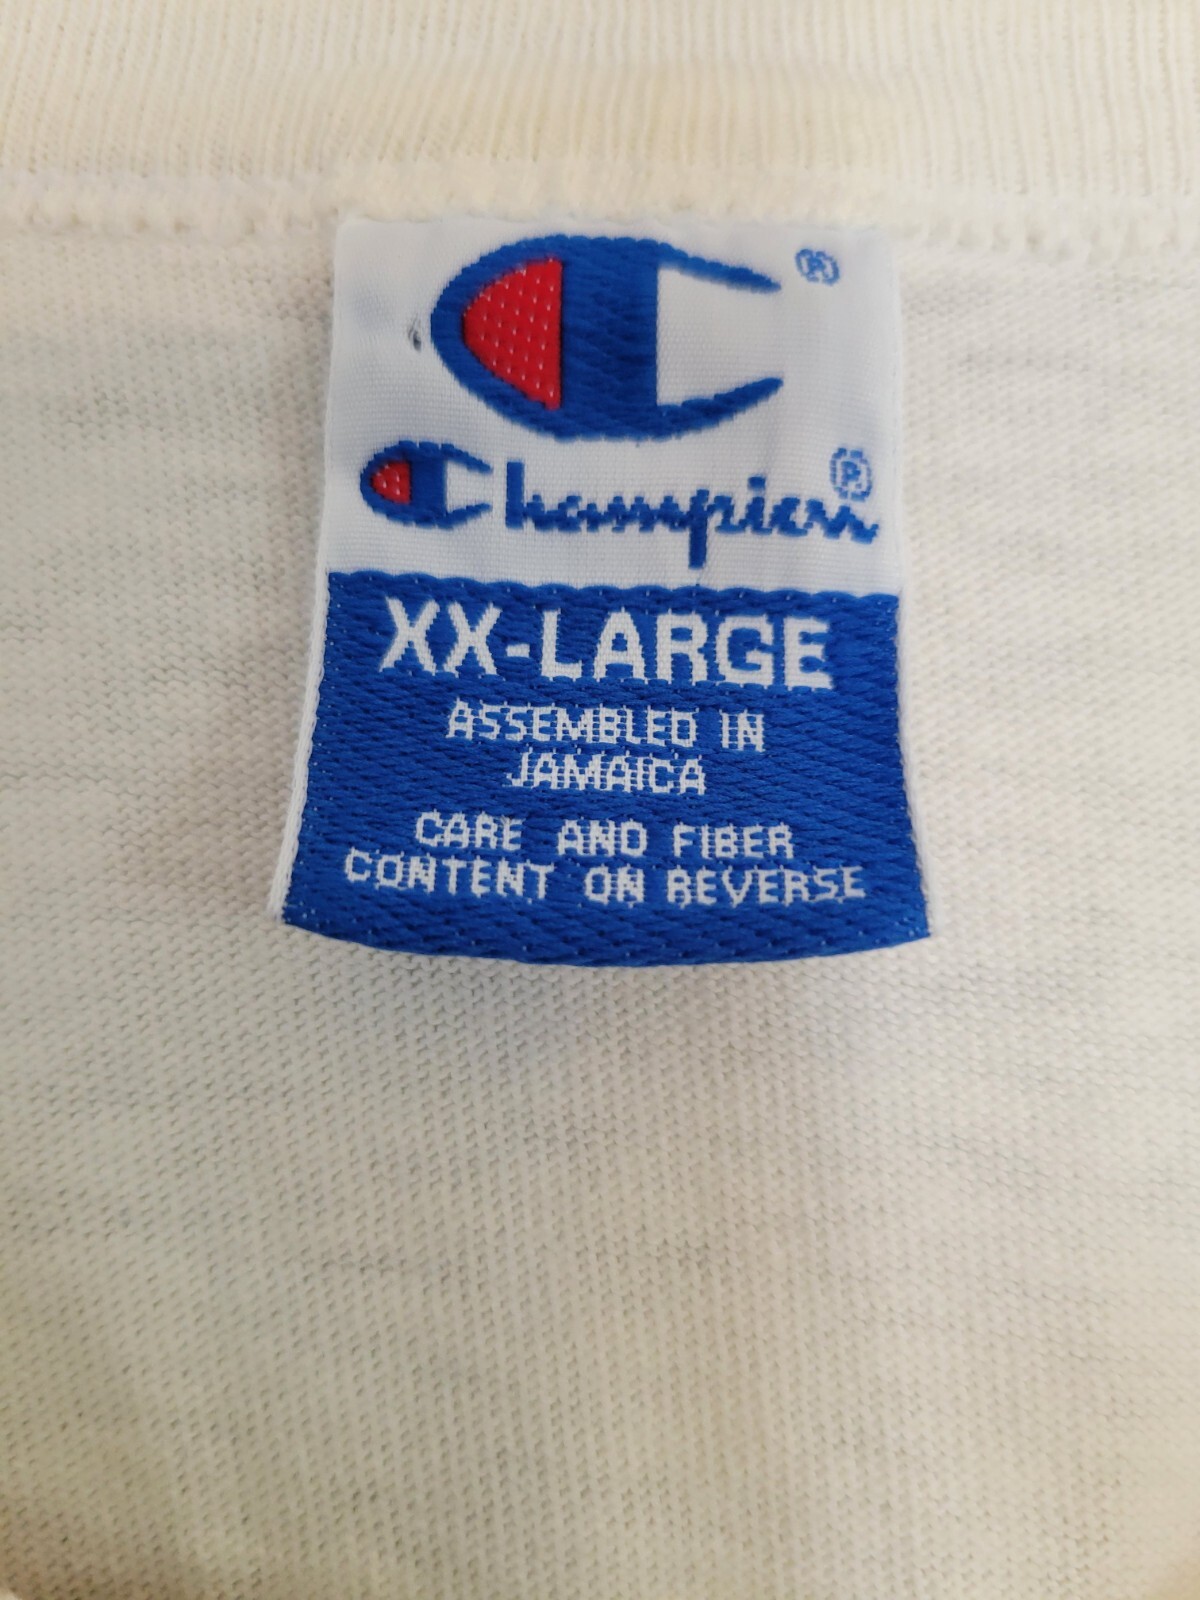 ®
Champion®
XX-LARGE
ASSEMBLED IN
JAMAICA
CARE AND FIBER
CONTENT ON REVERSE